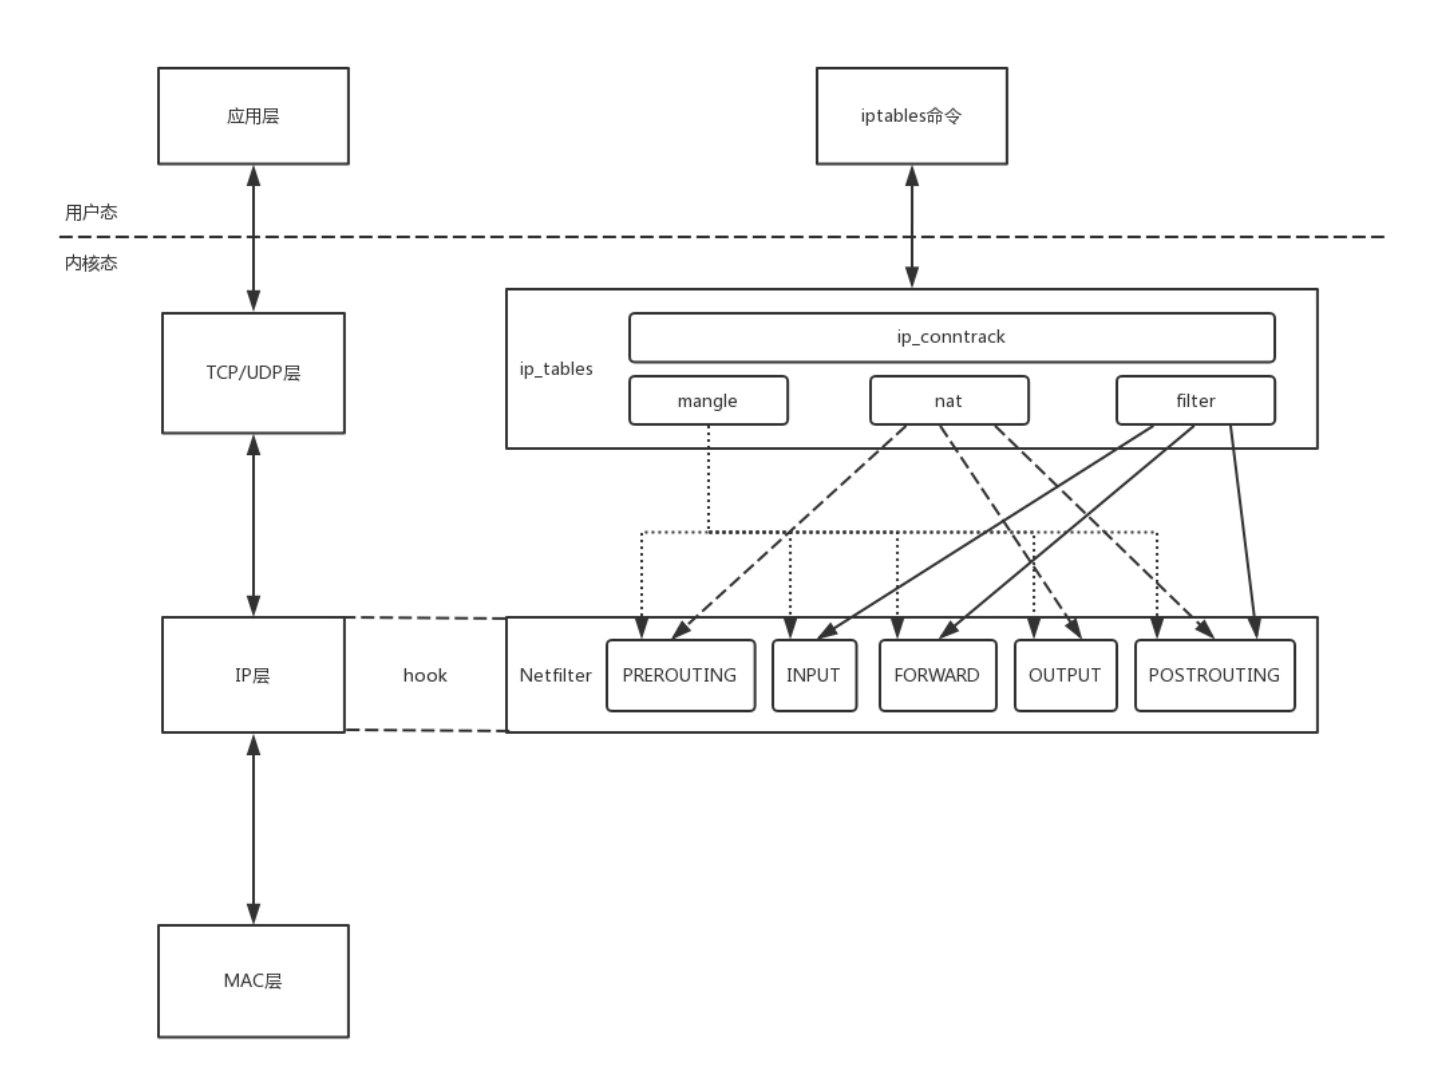 应用层
iptables命令
用户态
内核态
ip_conntrack
ip_tables
TCP/UDP层
mangle
nat
filter
IP层
hook
Netfilter
PREROUTING
INPUT
FORWARD
OUTPUT
POSTROUTING
MAC层